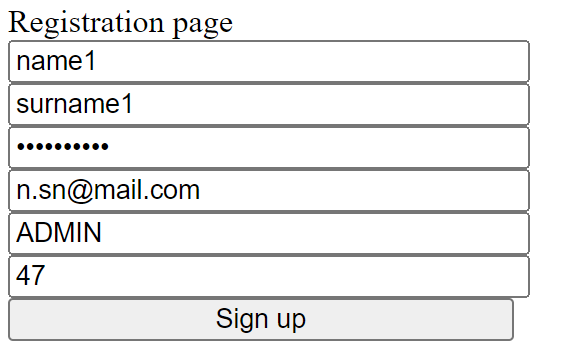 Registration page
name1
surname1
••••••••••
n.sn@mail.com
ADMIN
47
Sign up